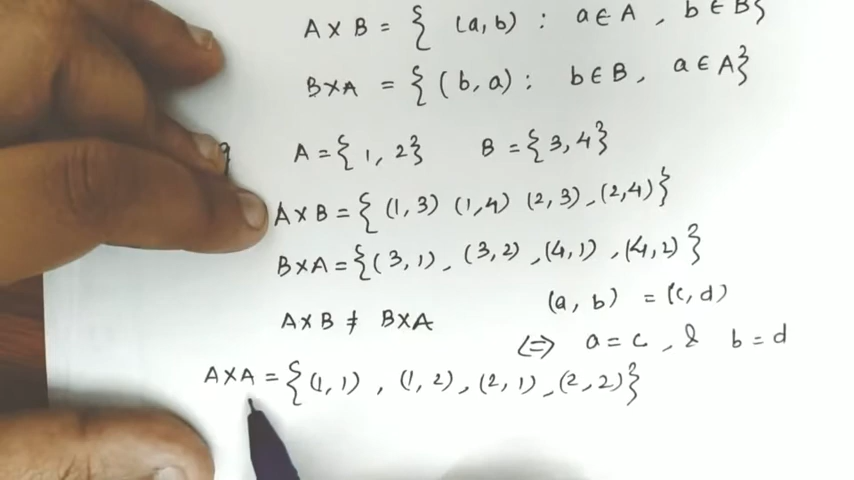 A × B = { (a, b) : a ∈ A , b ∈ B}
B×A = { (b, a) : b ∈ B, a ∈ A}
g A = { 1, 2} B = {3, 4}
A × B = { (1, 3) (1, 4) (2, 3) , (2, 4)}
B×A = {(3, 1) , (3, 2) , (4, 1) , (4, 2)}
A×B ≠ B×A (a, b) = (c, d)
⇔ a = c , & b = d
A×A = {(1, 1) , (1, 2) , (2, 1) , (2, 2)}